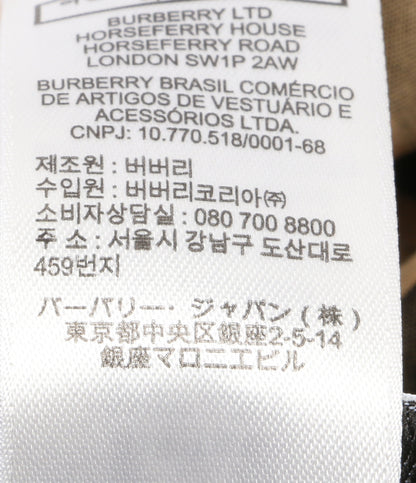 BURBERRY LTD
HORSEFERRY HOUSE
HORSEFERRY ROAD
LONDON SW1P 2AW
BURBERRY BRASIL COMÉRCIO
DE ARTIGOS DE VESTUÁRIO E
ACESSÓRIOS LTDA.
CNPJ: 10.770.518/0001-68
제조원 : 버버리
수입원 : 버버리코리아㈜
소비자상담실 : 080 700 8800
주 소 : 서울시 강남구 도산대로
459번지
バーバリー・ジャパン(株)
東京都中央区銀座2-5-14
銀座マロニエビル